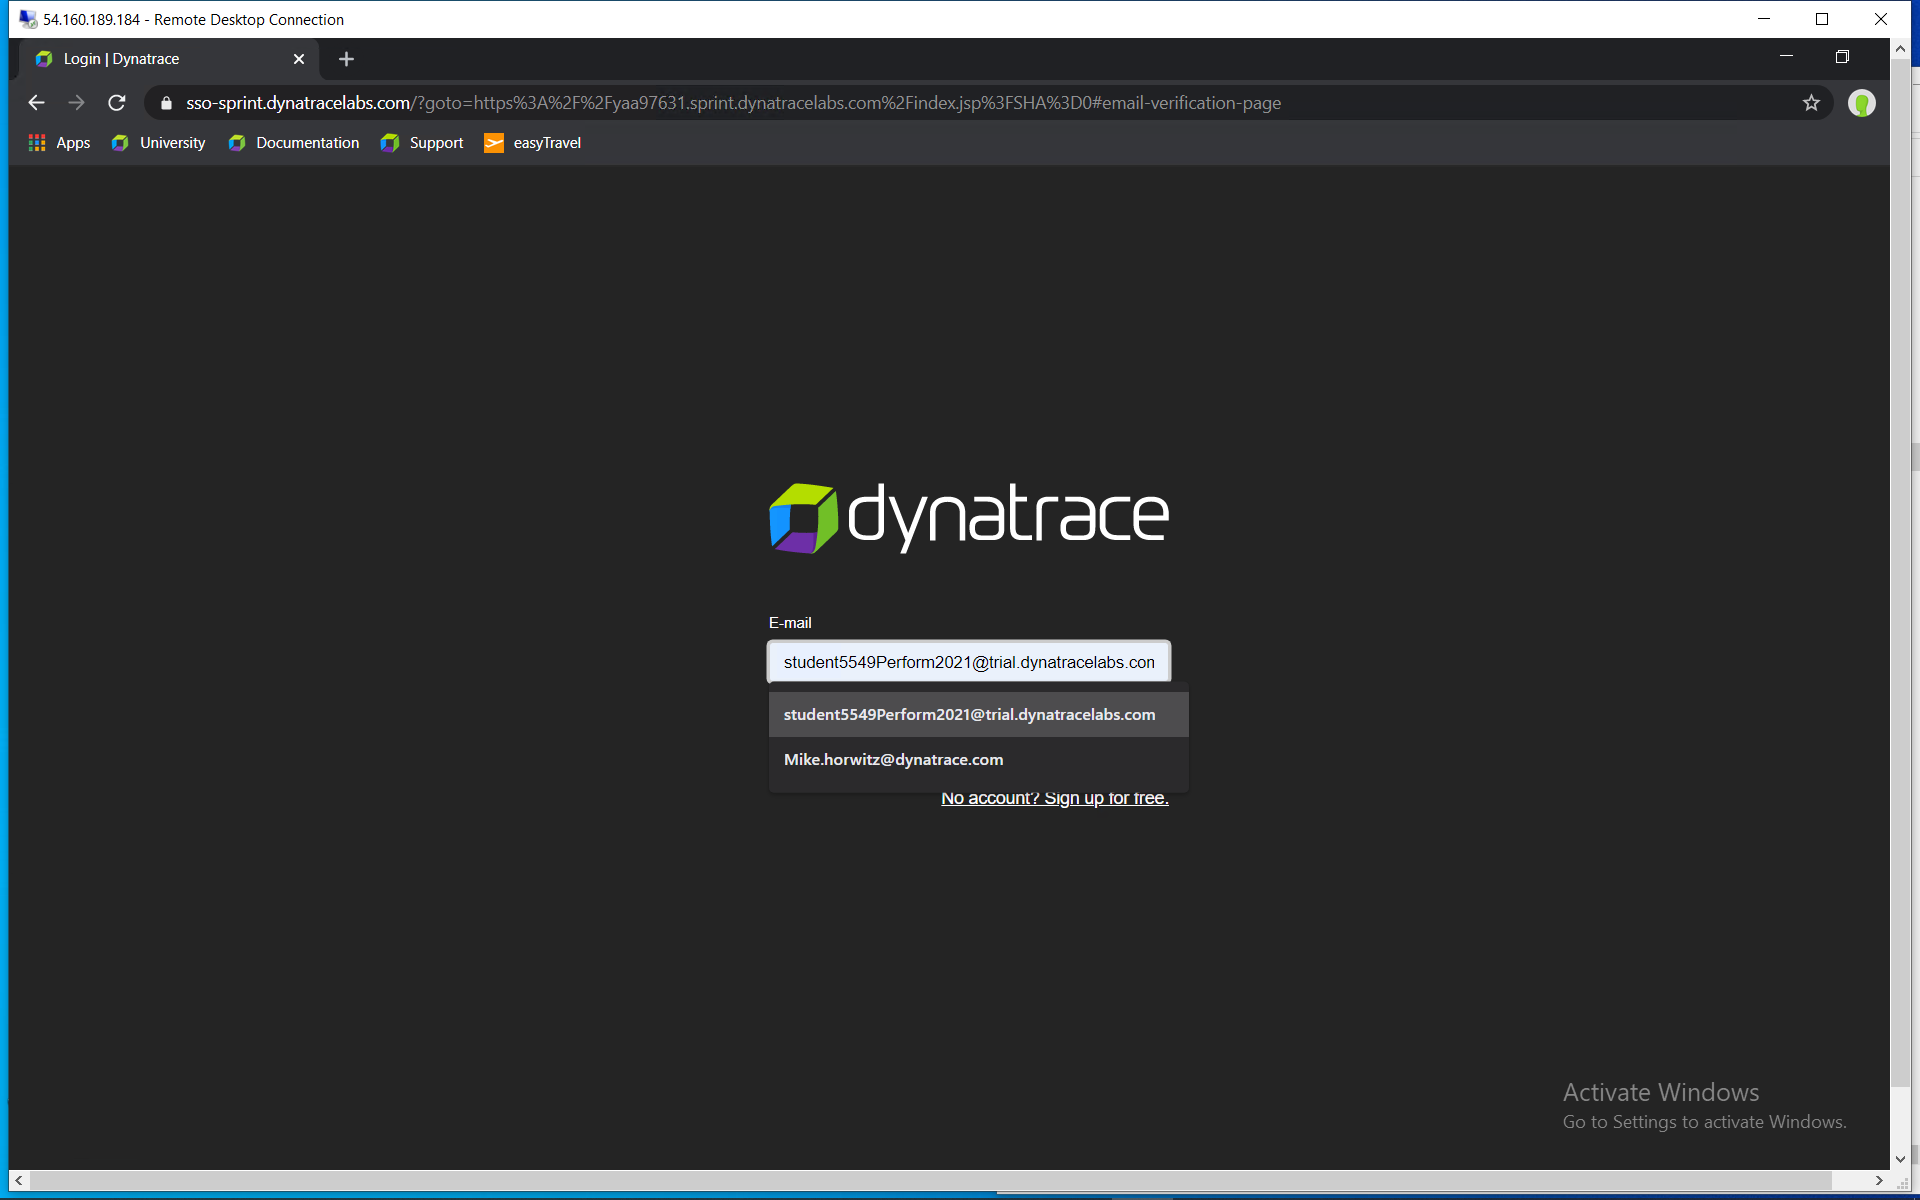 54.160.189.184 - Remote Desktop Connection
Login | Dynatrace
sso-sprint.dynatracelabs.com/?goto=https%3A%2F%2Fyaa97631.sprint.dynatracelabs.com%2Findex.jsp%3FSHA%3D0#email-verification-page
Apps University Documentation Support easyTravel
dynatrace
E-mail
student5549Perform2021@trial.dynatracelabs.com
student5549Perform2021@trial.dynatracelabs.com
Mike.horwitz@dynatrace.com
No account? Sign up for free.
Activate Windows
Go to Settings to activate Windows.